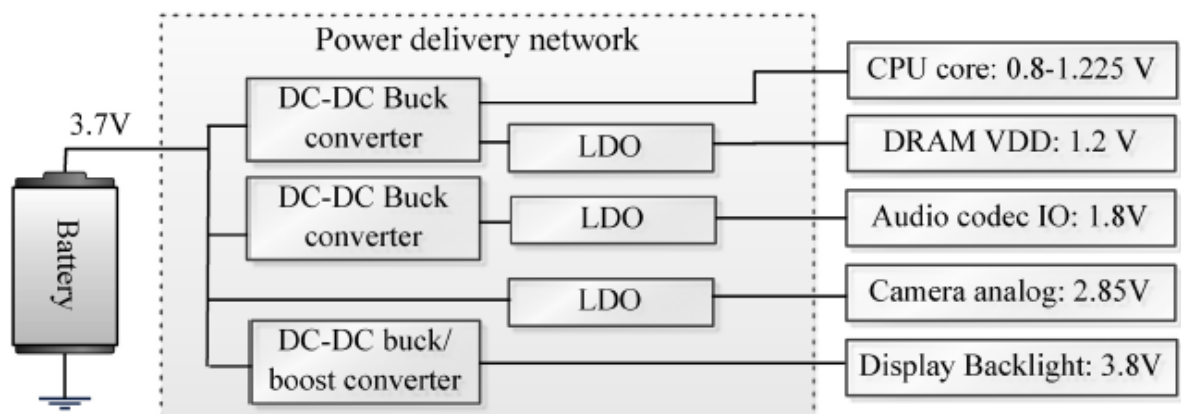 Power delivery network
3.7V
Battery
DC-DC Buck
converter
LDO
DC-DC Buck
converter
LDO
LDO
DC-DC buck/
boost converter
CPU core: 0.8-1.225 V
DRAM VDD: 1.2 V
Audio codec IO: 1.8V
Camera analog: 2.85V
Display Backlight: 3.8V